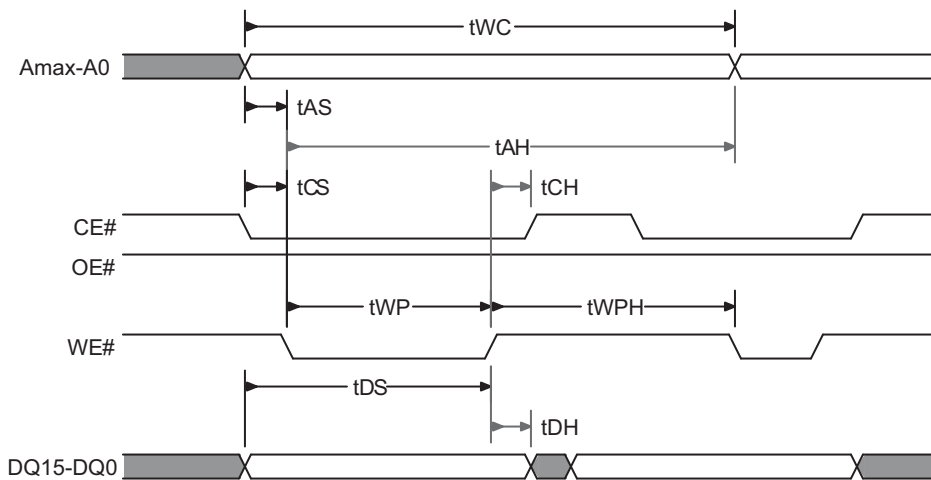 tWC
Amax-A0
tAS
tAH
tCS
tCH
CE#
OE#
tWP
tWPH
WE#
tDS
tDH
DQ15-DQ0